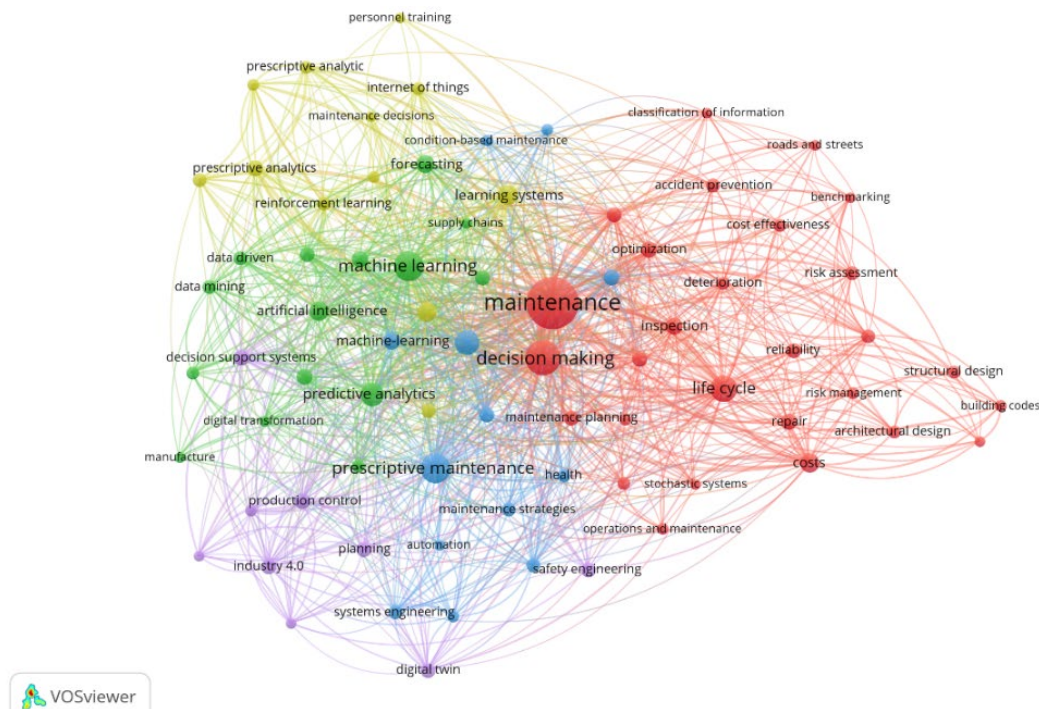 personnel training
prescriptive analytic
internet of things
classification (of information
maintenance decisions
condition-based maintenance
roads and streets
forecasting
prescriptive analytics
learning systems
accident prevention
reinforcement learning
benchmarking
supply chains
cost effectiveness
optimization
data driven
machine learning
risk assessment
deterioration
data mining
maintenance
artificial intelligence
inspection
machine-learning
decision support systems
decision making
reliability
structural design
life cycle
predictive analytics
risk management
building codes
digital transformation
maintenance planning
repair
architectural design
manufacture
prescriptive maintenance
costs
health
stochastic systems
production control
maintenance strategies
operations and maintenance
planning
automation
industry 4.0
safety engineering
systems engineering
digital twin
VOSviewer